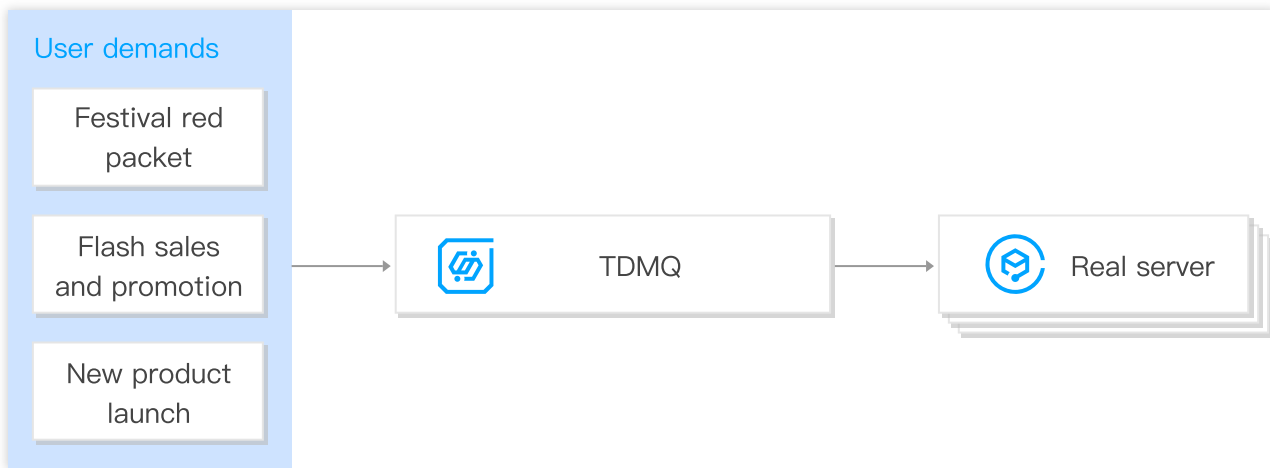 User demands
Festival red
packet
Flash sales
and promotion
New product
launch
TDMQ
Real server